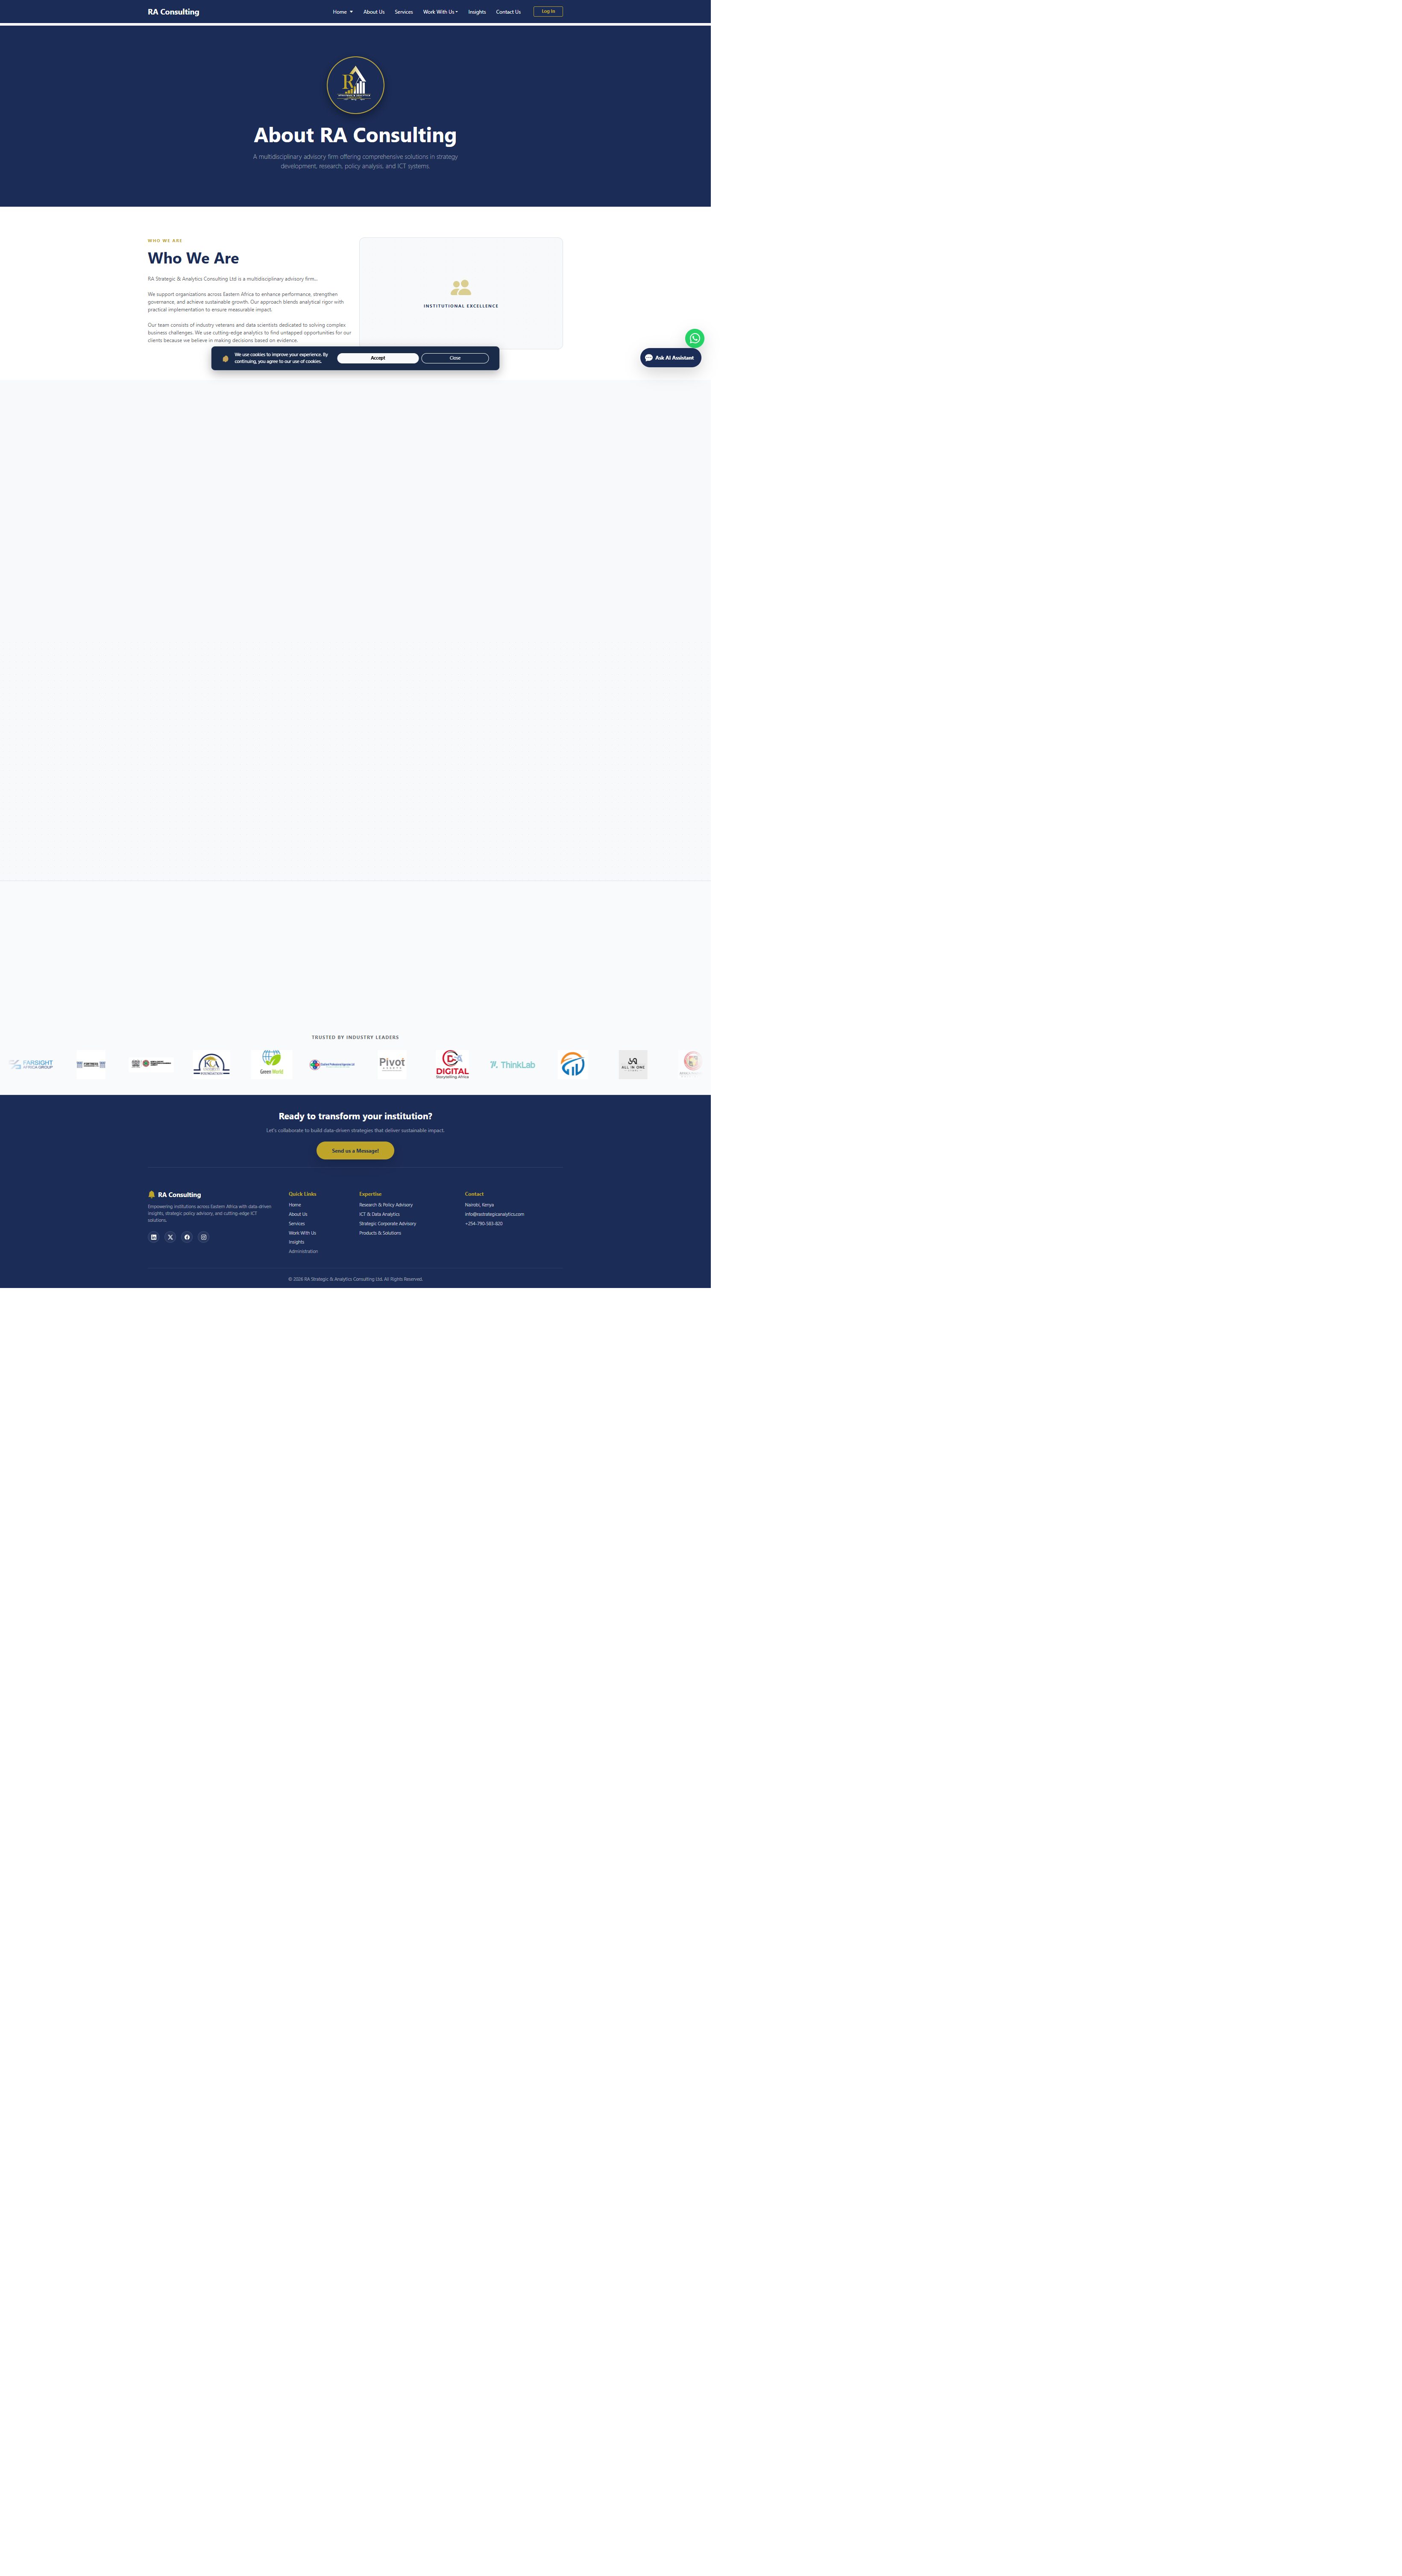 RA Consulting
Home
About Us
Services
Work With Us
Insights
Contact Us
Log In
R
About RA Consulting
A multidisciplinary advisory firm offering comprehensive solutions in strategy
development, research, policy analysis, and ICT systems.
WHO WE ARE
Who We Are
RA Strategic & Analytics Consulting Ltd is a multidisciplinary advisory firm...
We support organizations across Eastern Africa to enhance performance, strengthen
governance, and achieve sustainable growth. Our approach blends analytical rigor with
practical implementation to ensure measurable impact.
Our team consists of industry veterans and data scientists dedicated to solving complex
business challenges. We use cutting-edge analytics to find untapped opportunities for our
clients because we believe in making decisions based on evidence.
INSTITUTIONAL EXCELLENCE
We use cookies to improve your experience. By
continuing, you agree to our use of cookies.
Accept
Close
Ask AI Assistant
TRUSTED BY INDUSTRY LEADERS
FARSIGHT
AFRICA GROUP
KCA
FOUNDATION
Green World
Pivot
DIGITAL
Storytelling Africa
ThinkLab
ALL IN ONE
Ready to transform your institution?
Let's collaborate to build data-driven strategies that deliver sustainable impact.
Send us a Message!
RA Consulting
Empowering institutions across Eastern Africa with data-driven
insights, strategic policy advisory, and cutting-edge ICT
solutions.
Quick Links
Home
About Us
Services
Work With Us
Insights
Administration
Expertise
Research & Policy Advisory
ICT & Data Analytics
Strategic Corporate Advisory
Products & Solutions
Contact
Nairobi, Kenya
info@rastrategicanalytics.com
+254-790-583-820
© 2026 RA Strategic & Analytics Consulting Ltd. All Rights Reserved.